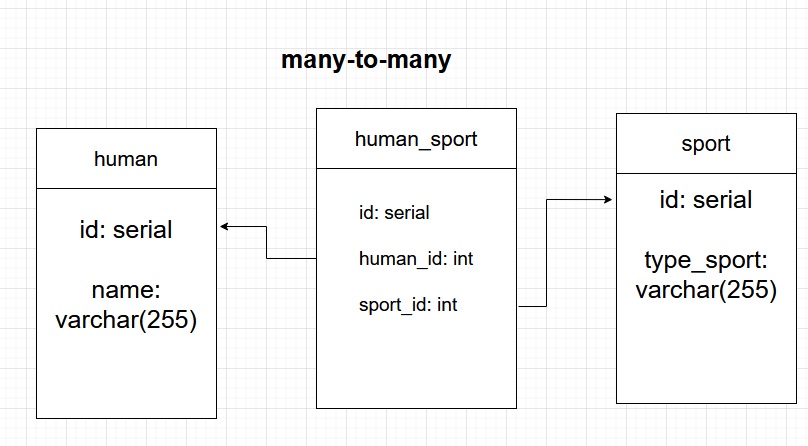 many-to-many
human
id: serial
name:
varchar(255)
human_sport
id: serial
human_id: int
sport_id: int
sport
id: serial
type_sport:
varchar(255)